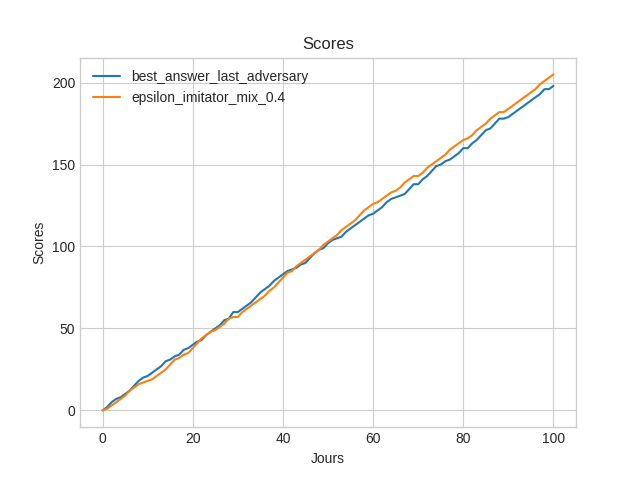 Scores
best_answer_last_adversary
epsilon_imitator_mix_0.4
200
150
100
50
0
Scores
0 20 40 60 80 100
Jours